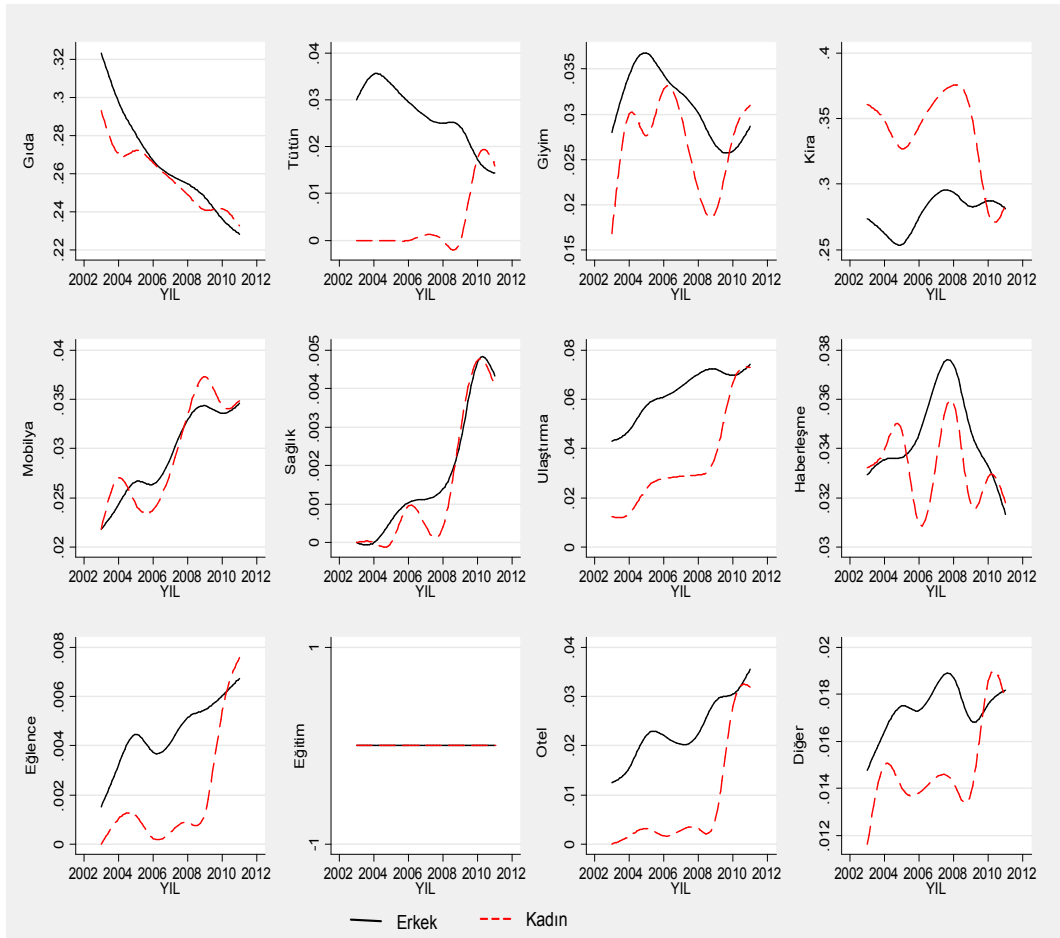 Gıda
.22 .24 .26 .28 .3 .32
2002 2004 2006 2008 2010 2012
YIL
Tütün
0 .01 .02 .03 .04
2002 2004 2006 2008 2010 2012
YIL
Giyim
.015 .02 .025 .03 .035
2002 2004 2006 2008 2010 2012
YIL
Kira
.25 .3 .35 .4
2002 2004 2006 2008 2010 2012
YIL
Mobilya
.02 .025 .03 .035 .04
2002 2004 2006 2008 2010 2012
YIL
Sağlık
0 .001 .002 .003 .004 .005
2002 2004 2006 2008 2010 2012
YIL
Ulaştırma
0 .02 .04 .06 .08
2002 2004 2006 2008 2010 2012
YIL
Haberleşme
.03 .032 .034 .036 .038
2002 2004 2006 2008 2010 2012
YIL
Eğlence
0 .002 .004 .006 .008
2002 2004 2006 2008 2010 2012
YIL
Eğitim
-1 1
2002 2004 2006 2008 2010 2012
YIL
Otel
0 .01 .02 .03 .04
2002 2004 2006 2008 2010 2012
YIL
Diğer
.012 .014 .016 .018 .02
2002 2004 2006 2008 2010 2012
YIL
Erkek Kadın